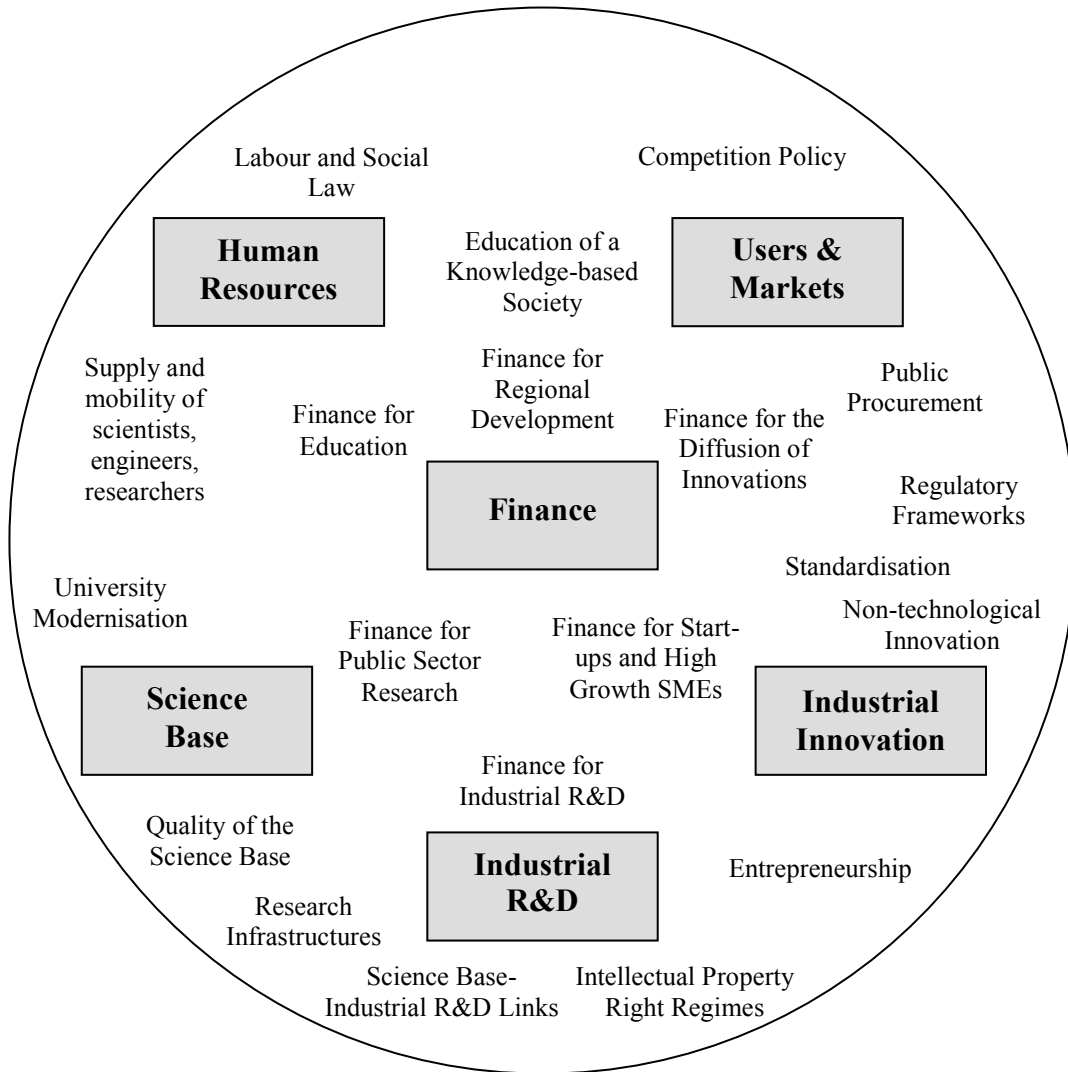 Labour and Social
Law
Competition Policy
Human
Resources
Education of a
Knowledge-based
Society
Users &
Markets
Supply and
mobility of
scientists,
engineers,
researchers
Finance for
Education
Finance for
Regional
Development
Finance for the
Diffusion of
Innovations
Public
Procurement
Finance
Regulatory
Frameworks
Standardisation
University
Modernisation
Non-technological
Innovation
Finance for
Public Sector
Research
Finance for Start-
ups and High
Growth SMEs
Science
Base
Industrial
Innovation
Finance for
Industrial R&D
Quality of the
Science Base
Industrial
R&D
Entrepreneurship
Research
Infrastructures
Science Base-
Industrial R&D Links
Intellectual Property
Right Regimes